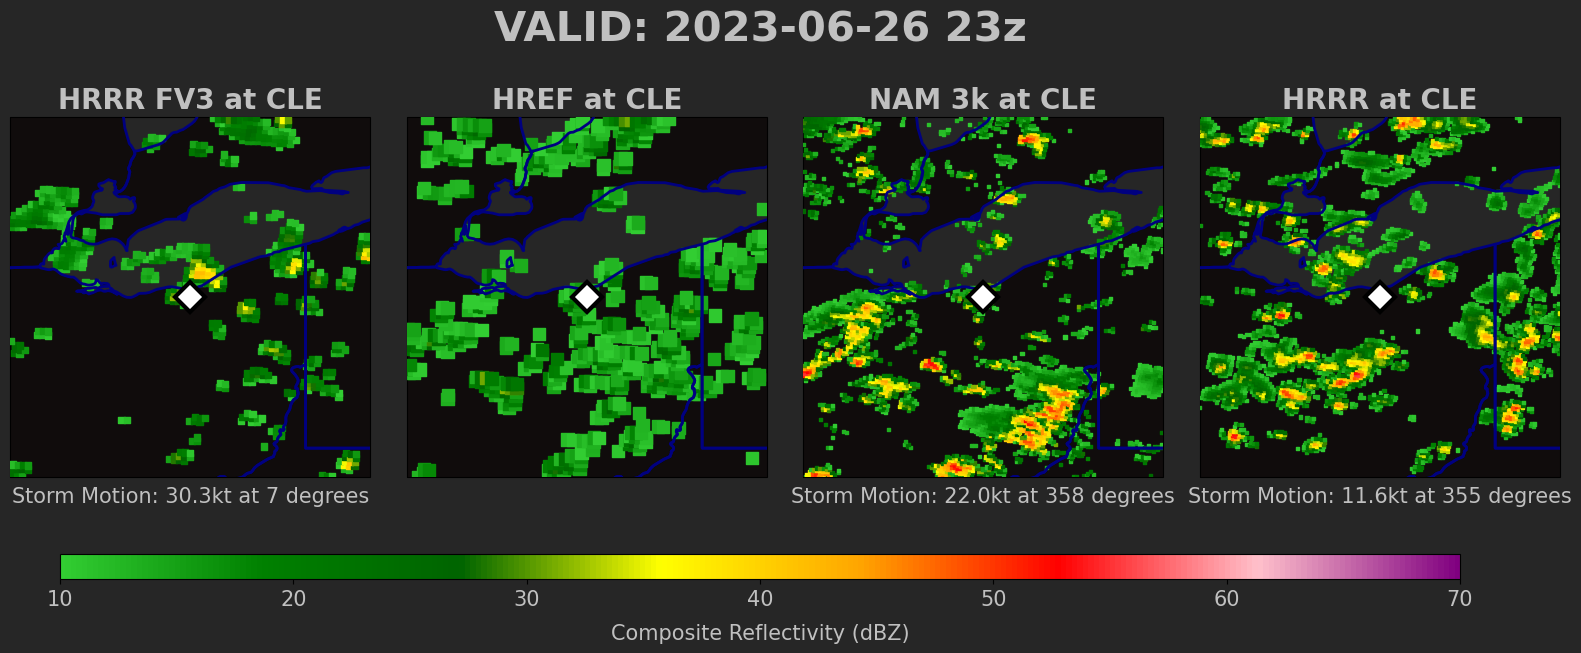 VALID: 2023-06-26 23z
HRRR FV3 at CLE
HREF at CLE
NAM 3k at CLE
HRRR at CLE
Storm Motion: 30.3kt at 7 degrees
Storm Motion: 22.0kt at 358 degrees
Storm Motion: 11.6kt at 355 degrees
10 20 30 40 50 60 70
Composite Reflectivity (dBZ)